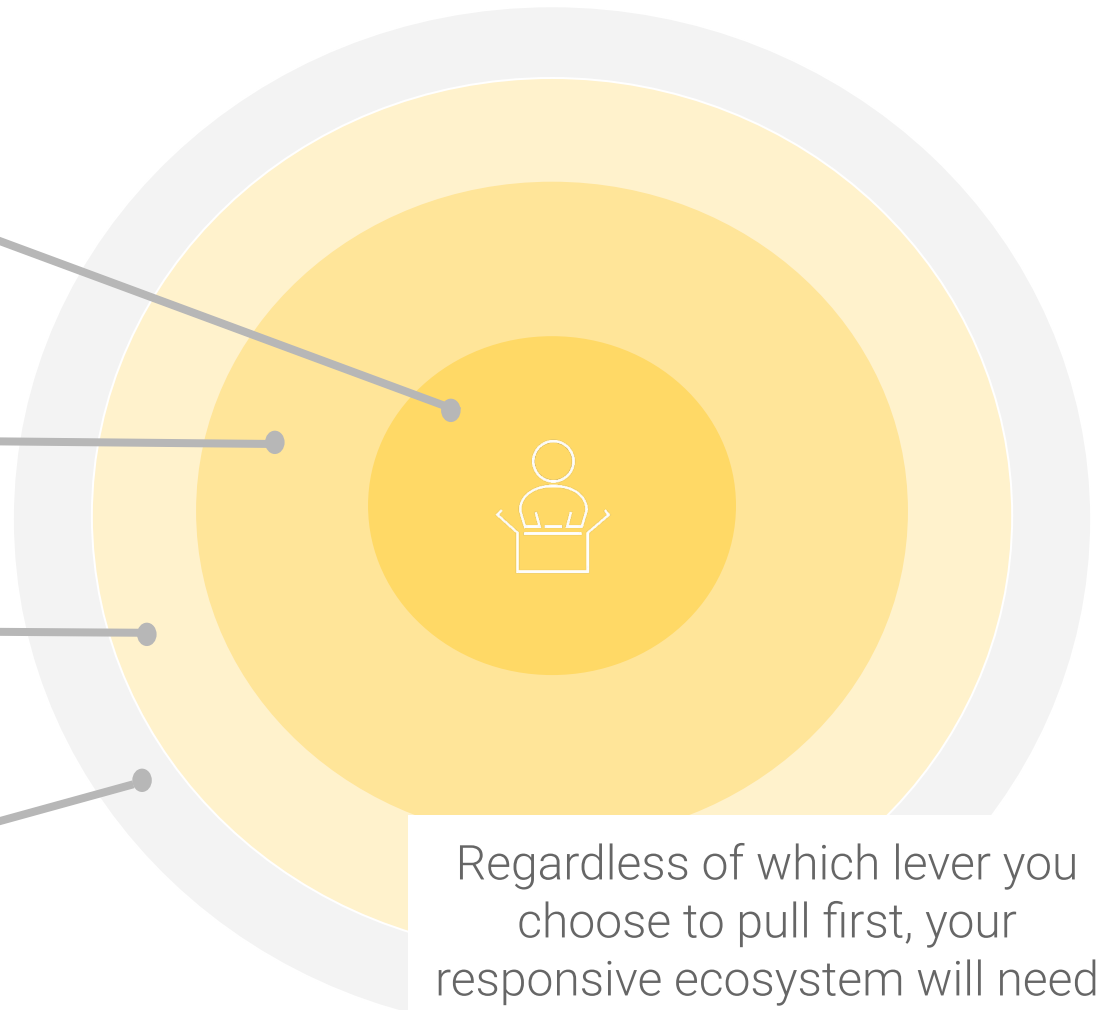 Regardless of which lever you
choose to pull first, your
responsive ecosystem will need